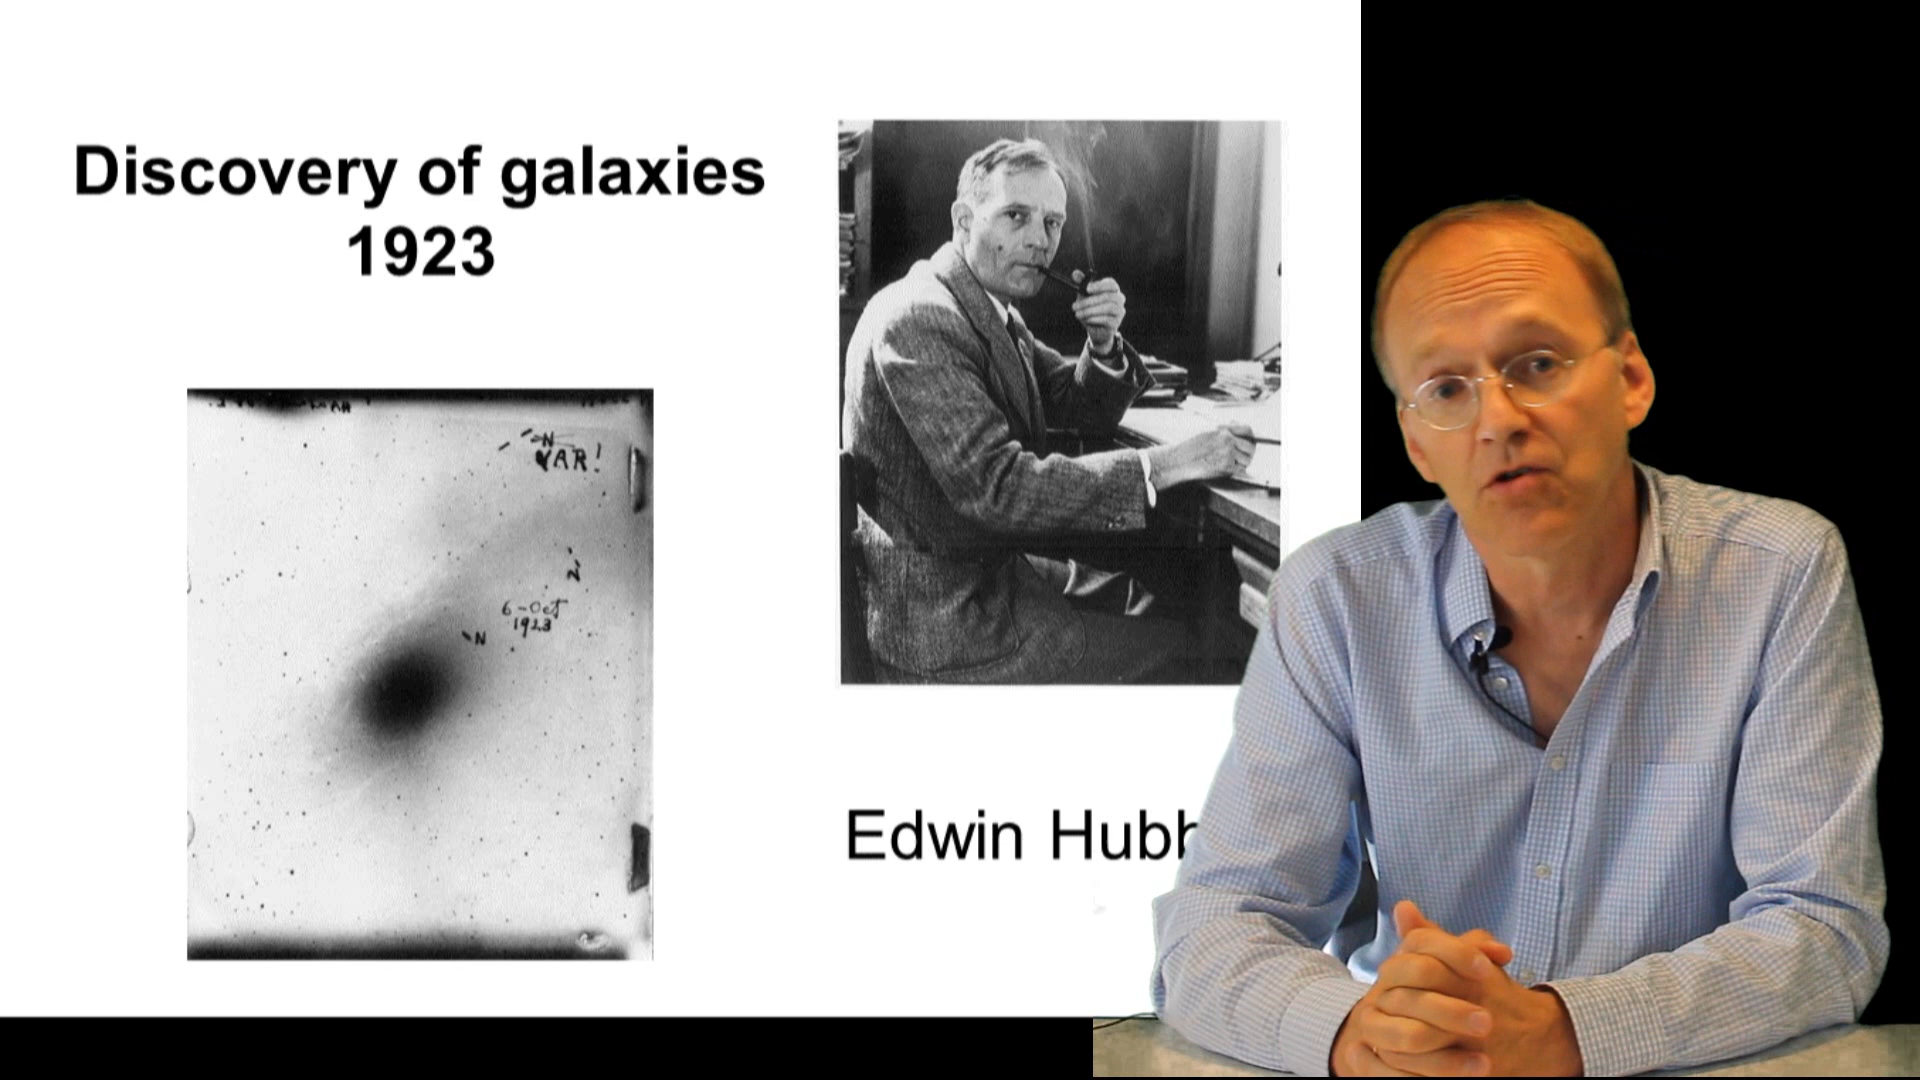 Discovery of galaxies
1923
N
VAR!
N
6-Oct
1923
N
Edwin Hubb